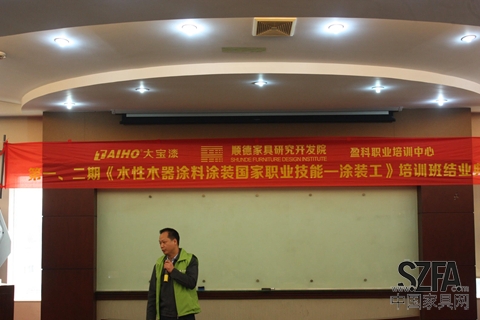 TAIHO 大宝漆 顺德家具研究开发院 SHUNDE FURNITURE DESIGN INSTITUTE 盈科职业培训中心
第一、二期《水性木器涂料涂装国家职业技能—涂装工》培训班结业
SZFA
中国家具网